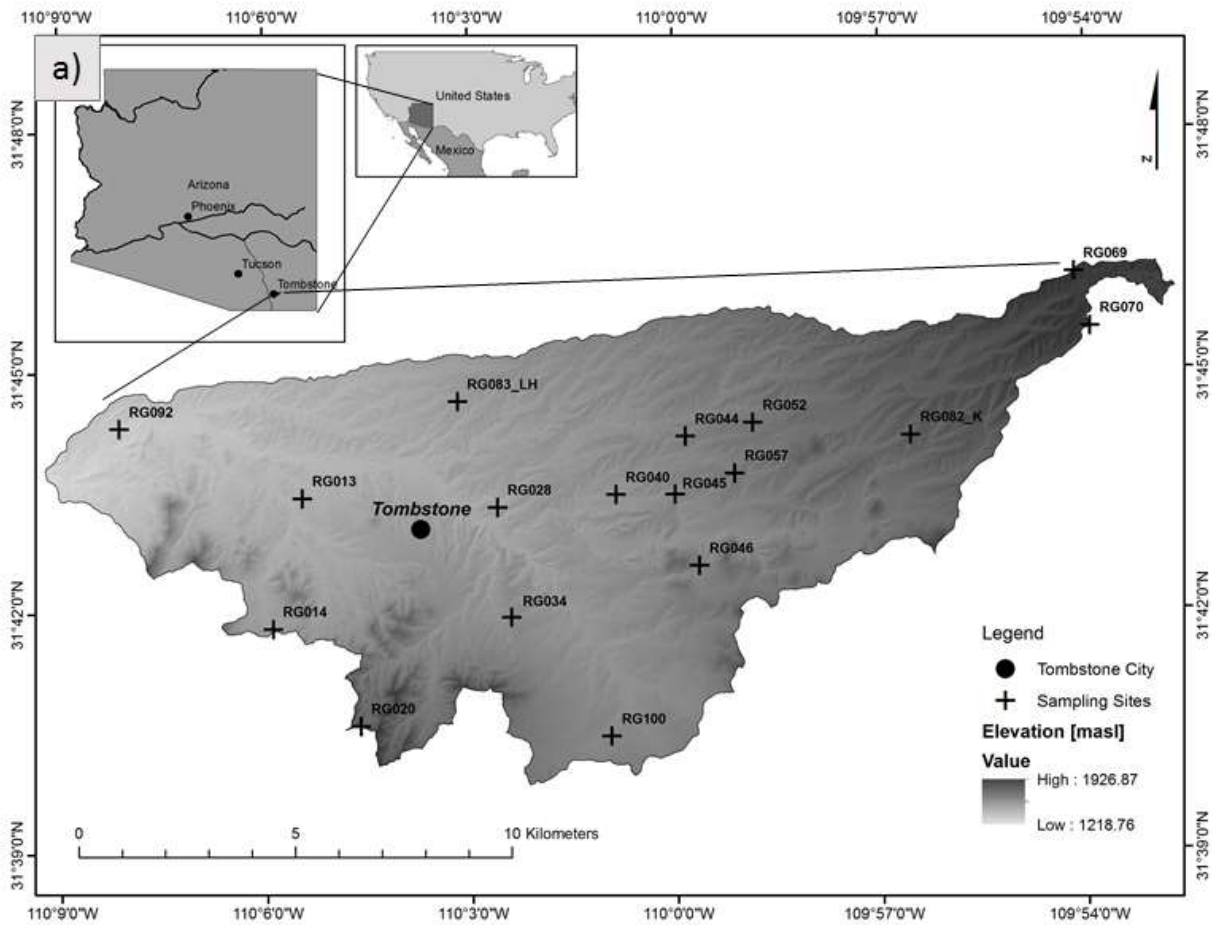 110°9'0"W 110°6'0"W 110°3'0"W 110°0'0"W 109°57'0"W 109°54'0"W
a)
United States
Mexico
31°48'0"N
31°48'0"N
N
Arizona
Phoenix
Tucson
Tombstone
RG069
RG070
31°45'0"N
31°45'0"N
RG083_LH
RG092
RG044
RG052
RG082_K
RG057
RG013
RG028
RG040
RG045
Tombstone
RG046
RG014
RG034
31°42'0"N
31°42'0"N
RG020
RG100
Legend
Tombstone City
Sampling Sites
Elevation [masl]
Value
High : 1926.87
Low : 1218.76
0 5 10 Kilometers
31°39'0"N
31°39'0"N
110°9'0"W 110°6'0"W 110°3'0"W 110°0'0"W 109°57'0"W 109°54'0"W